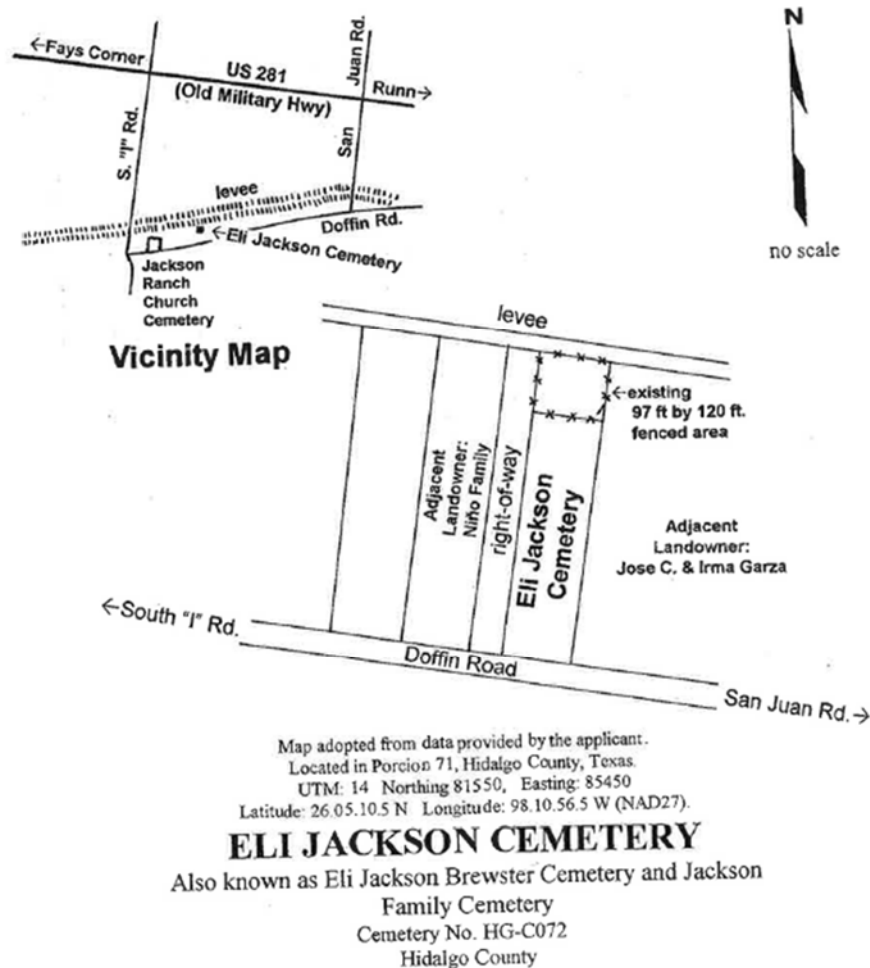 ←Fays Corner
US 281
(Old Military Hwy)
Runn→
Juan Rd.
San
S. "I" Rd.
levee
Doffin Rd.
←Eli Jackson Cemetery
Jackson
Ranch
Church
Cemetery
Vicinity Map
N
no scale
levee
←existing
97 ft by 120 ft.
fenced area
Adjacent
Landowner:
Niño Family
right-of-way
Eli Jackson
Cemetery
Adjacent
Landowner:
Jose C. & Irma Garza
←South "I" Rd.
Doffin Road
San Juan Rd.→
Map adopted from data provided by the applicant.
Located in Porcion 71, Hidalgo County, Texas.
UTM: 14 Northing 81550, Easting: 85450
Latitude: 26.05.10.5 N Longitude: 98.10.56.5 W (NAD27).
ELI JACKSON CEMETERY
Also known as Eli Jackson Brewster Cemetery and Jackson
Family Cemetery
Cemetery No. HG-C072
Hidalgo County